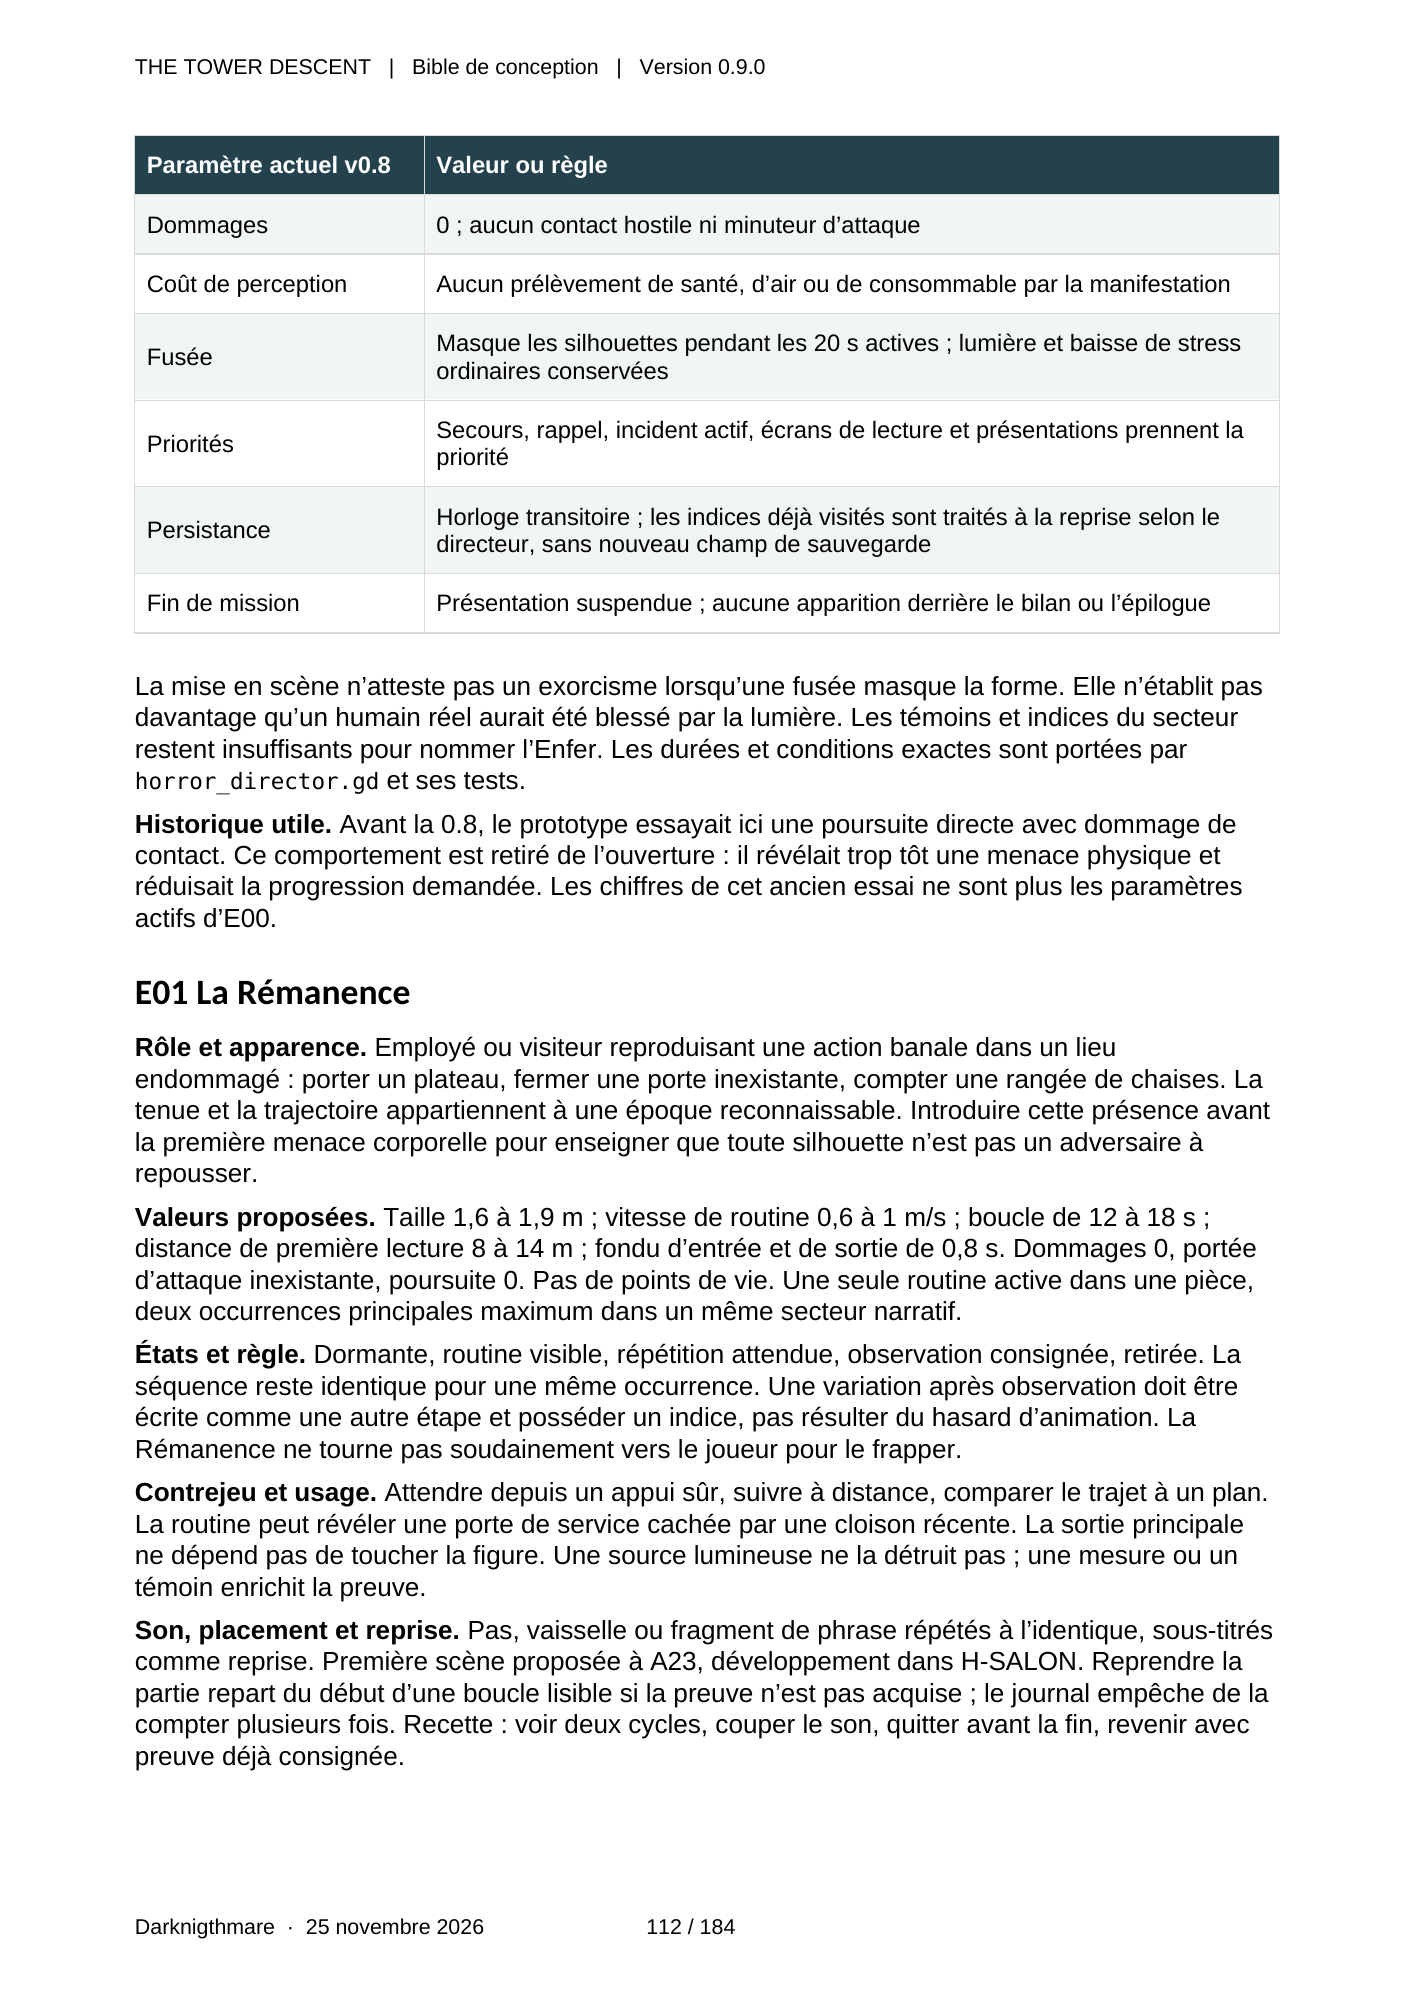 THE TOWER DESCENT | Bible de conception | Version 0.9.0
Paramètre actuel v0.8 Valeur ou règle
Dommages 0 ; aucun contact hostile ni minuteur d’attaque
Coût de perception Aucun prélèvement de santé, d’air ou de consommable par la manifestation
Fusée Masque les silhouettes pendant les 20 s actives ; lumière et baisse de stress
ordinaires conservées
Priorités Secours, rappel, incident actif, écrans de lecture et présentations prennent la
priorité
Persistance Horloge transitoire ; les indices déjà visités sont traités à la reprise selon le
directeur, sans nouveau champ de sauvegarde
Fin de mission Présentation suspendue ; aucune apparition derrière le bilan ou l’épilogue
La mise en scène n’atteste pas un exorcisme lorsqu’une fusée masque la forme. Elle n’établit pas
davantage qu’un humain réel aurait été blessé par la lumière. Les témoins et indices du secteur
restent insuffisants pour nommer l’Enfer. Les durées et conditions exactes sont portées par
horror_director.gd et ses tests.
Historique utile. Avant la 0.8, le prototype essayait ici une poursuite directe avec dommage de
contact. Ce comportement est retiré de l’ouverture : il révélait trop tôt une menace physique et
réduisait la progression demandée. Les chiffres de cet ancien essai ne sont plus les paramètres
actifs d’E00.
E01 La Rémanence
Rôle et apparence. Employé ou visiteur reproduisant une action banale dans un lieu
endommagé : porter un plateau, fermer une porte inexistante, compter une rangée de chaises. La
tenue et la trajectoire appartiennent à une époque reconnaissable. Introduire cette présence avant
la première menace corporelle pour enseigner que toute silhouette n’est pas un adversaire à
repousser.
Valeurs proposées. Taille 1,6 à 1,9 m ; vitesse de routine 0,6 à 1 m/s ; boucle de 12 à 18 s ;
distance de première lecture 8 à 14 m ; fondu d’entrée et de sortie de 0,8 s. Dommages 0, portée
d’attaque inexistante, poursuite 0. Pas de points de vie. Une seule routine active dans une pièce,
deux occurrences principales maximum dans un même secteur narratif.
États et règle. Dormante, routine visible, répétition attendue, observation consignée, retirée. La
séquence reste identique pour une même occurrence. Une variation après observation doit être
écrite comme une autre étape et posséder un indice, pas résulter du hasard d’animation. La
Rémanence ne tourne pas soudainement vers le joueur pour le frapper.
Contrejeu et usage. Attendre depuis un appui sûr, suivre à distance, comparer le trajet à un plan.
La routine peut révéler une porte de service cachée par une cloison récente. La sortie principale
ne dépend pas de toucher la figure. Une source lumineuse ne la détruit pas ; une mesure ou un
témoin enrichit la preuve.
Son, placement et reprise. Pas, vaisselle ou fragment de phrase répétés à l’identique, sous-titrés
comme reprise. Première scène proposée à A23, développement dans H-SALON. Reprendre la
partie repart du début d’une boucle lisible si la preuve n’est pas acquise ; le journal empêche de la
compter plusieurs fois. Recette : voir deux cycles, couper le son, quitter avant la fin, revenir avec
preuve déjà consignée.
Darknigthmare · 25 novembre 2026 112 / 184